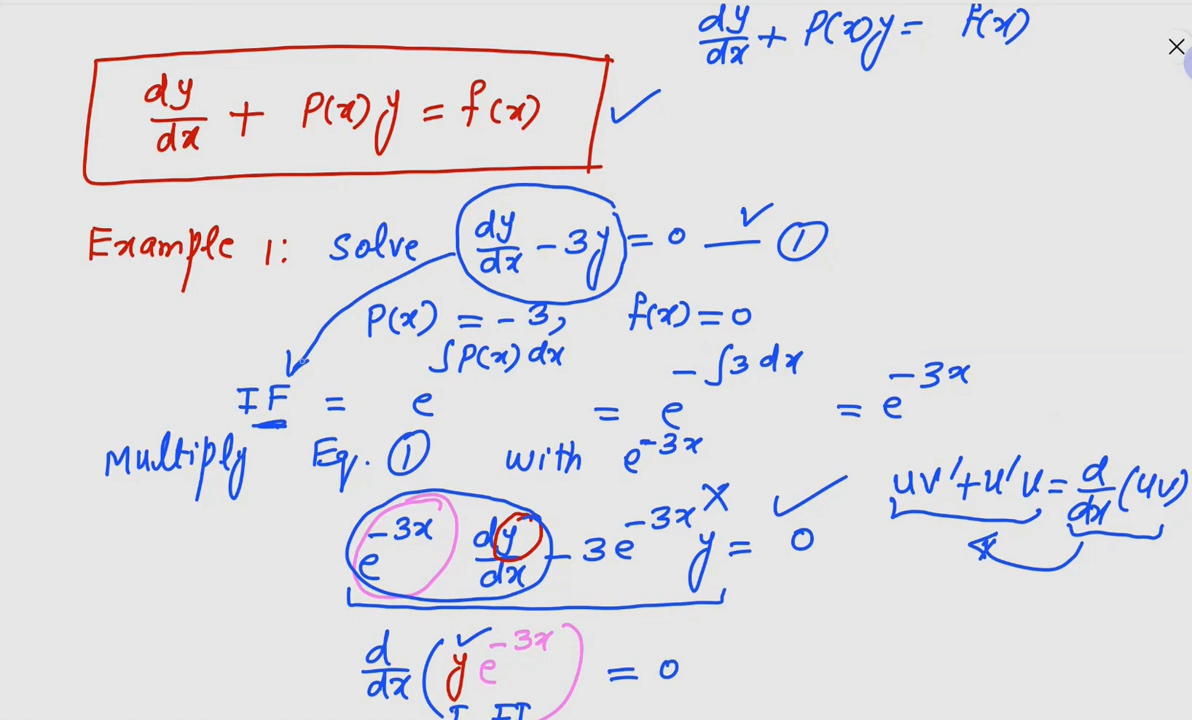 dy/dx + P(x)y = f(x)
dy/dx + P(x)y = f(x) ✓
Example 1: Solve dy/dx - 3y = 0 — ① ✓
P(x) = - 3, f(x) = 0
IF = e^{∫P(x) dx} = e^{-∫3 dx} = e^{-3x}
Multiply Eq. ① with e^{-3x}
uv' + u'v = d/dx (uv)
e^{-3x} dy/dx - 3e^{-3x} y = 0 ✓
d/dx (y e^{-3x}) = 0